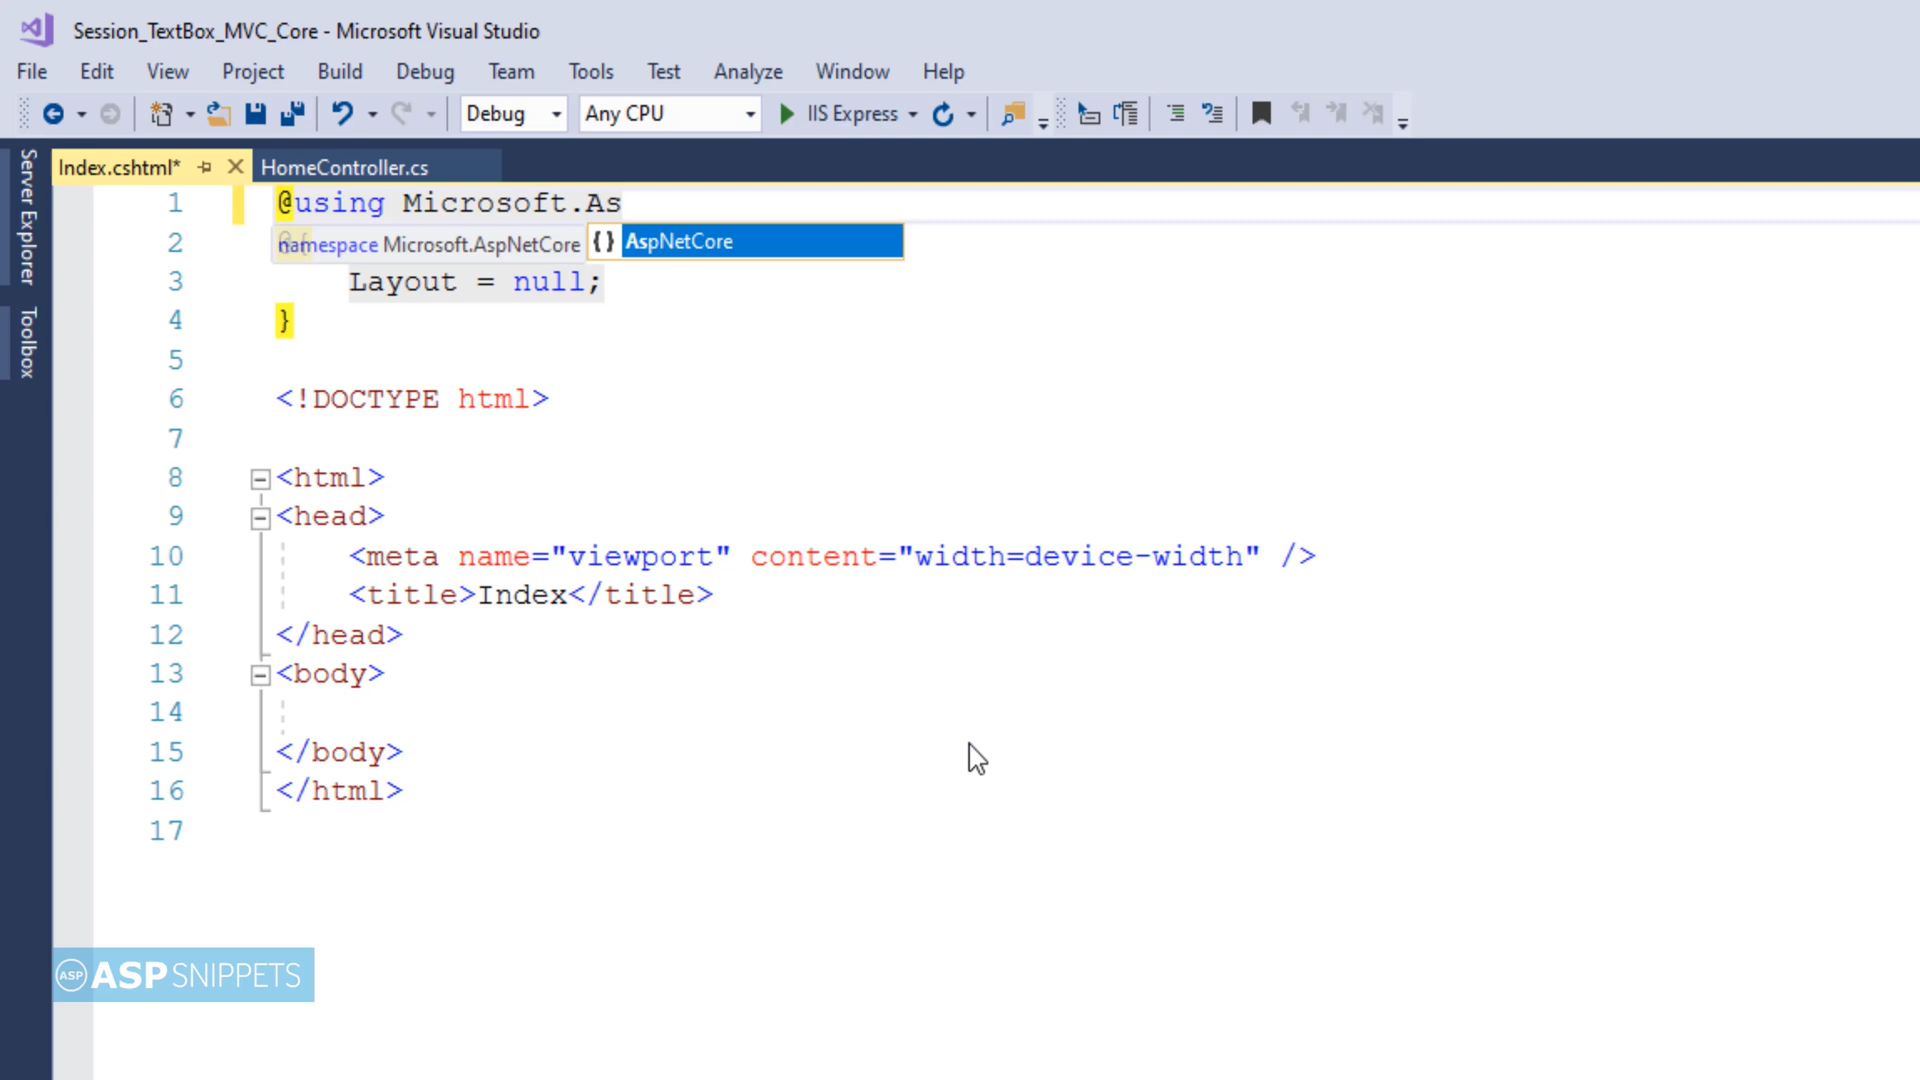 Session_TextBox_MVC_Core - Microsoft Visual Studio
File Edit View Project Build Debug Team Tools Test Analyze Window Help
Debug Any CPU IIS Express
Server Explorer
Toolbox
Index.cshtml* HomeController.cs
1 @using Microsoft.As
2 @{
namespace Microsoft.AspNetCore {} AspNetCore
3 Layout = null;
4 }
5
6 <!DOCTYPE html>
7
8 <html>
9 <head>
10 <meta name="viewport" content="width=device-width" />
11 <title>Index</title>
12 </head>
13 <body>
14
15 </body>
16 </html>
17
ASP ASPSNIPPETS